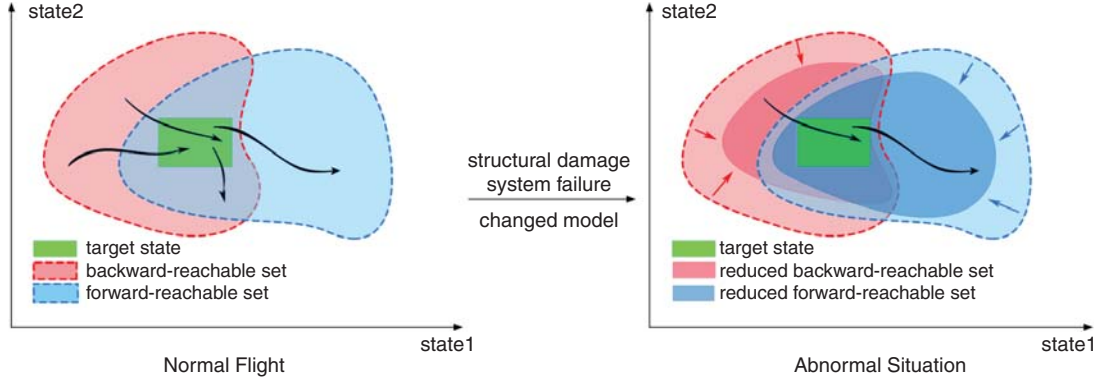 state2
target state
backward-reachable set
forward-reachable set
state1
Normal Flight
structural damage
system failure
changed model
state2
target state
reduced backward-reachable set
reduced forward-reachable set
state1
Abnormal Situation